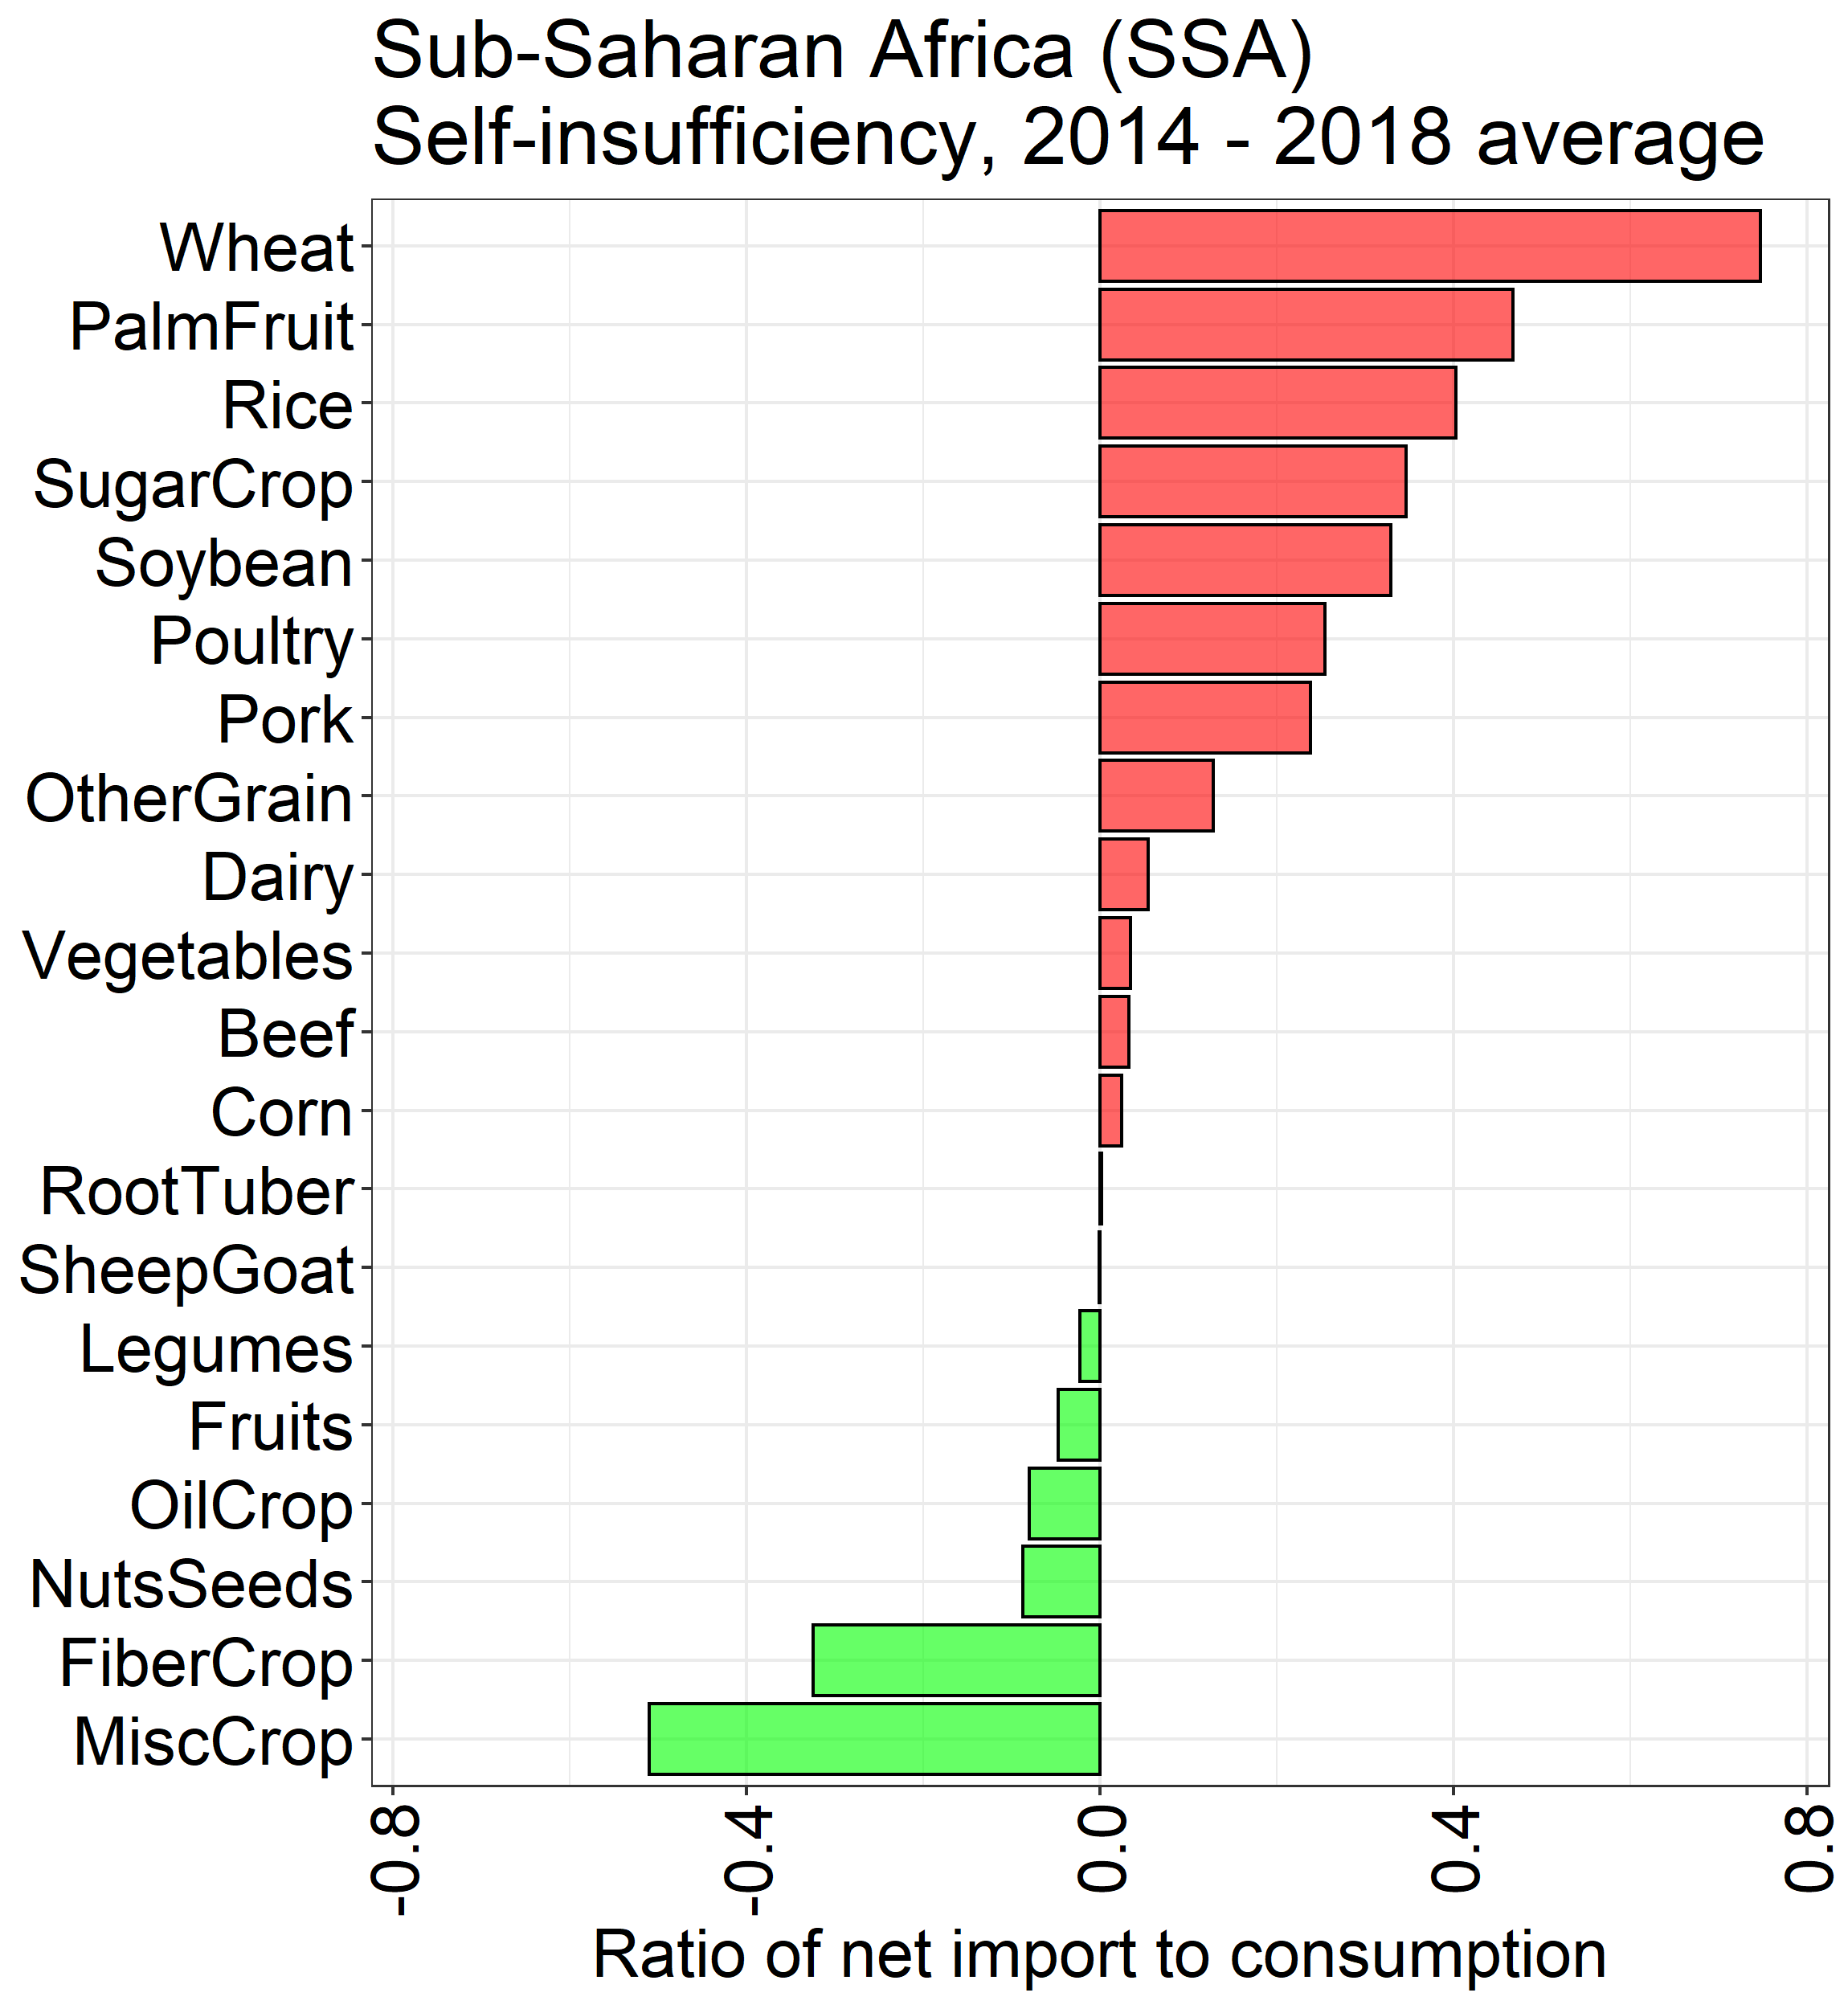 Sub-Saharan Africa (SSA)
Self-insufficiency, 2014 - 2018 average
Wheat
PalmFruit
Rice
SugarCrop
Soybean
Poultry
Pork
OtherGrain
Dairy
Vegetables
Beef
Corn
RootTuber
SheepGoat
Legumes
Fruits
OilCrop
NutsSeeds
FiberCrop
MiscCrop
-0.8
-0.4
0.0
0.4
0.8
Ratio of net import to consumption